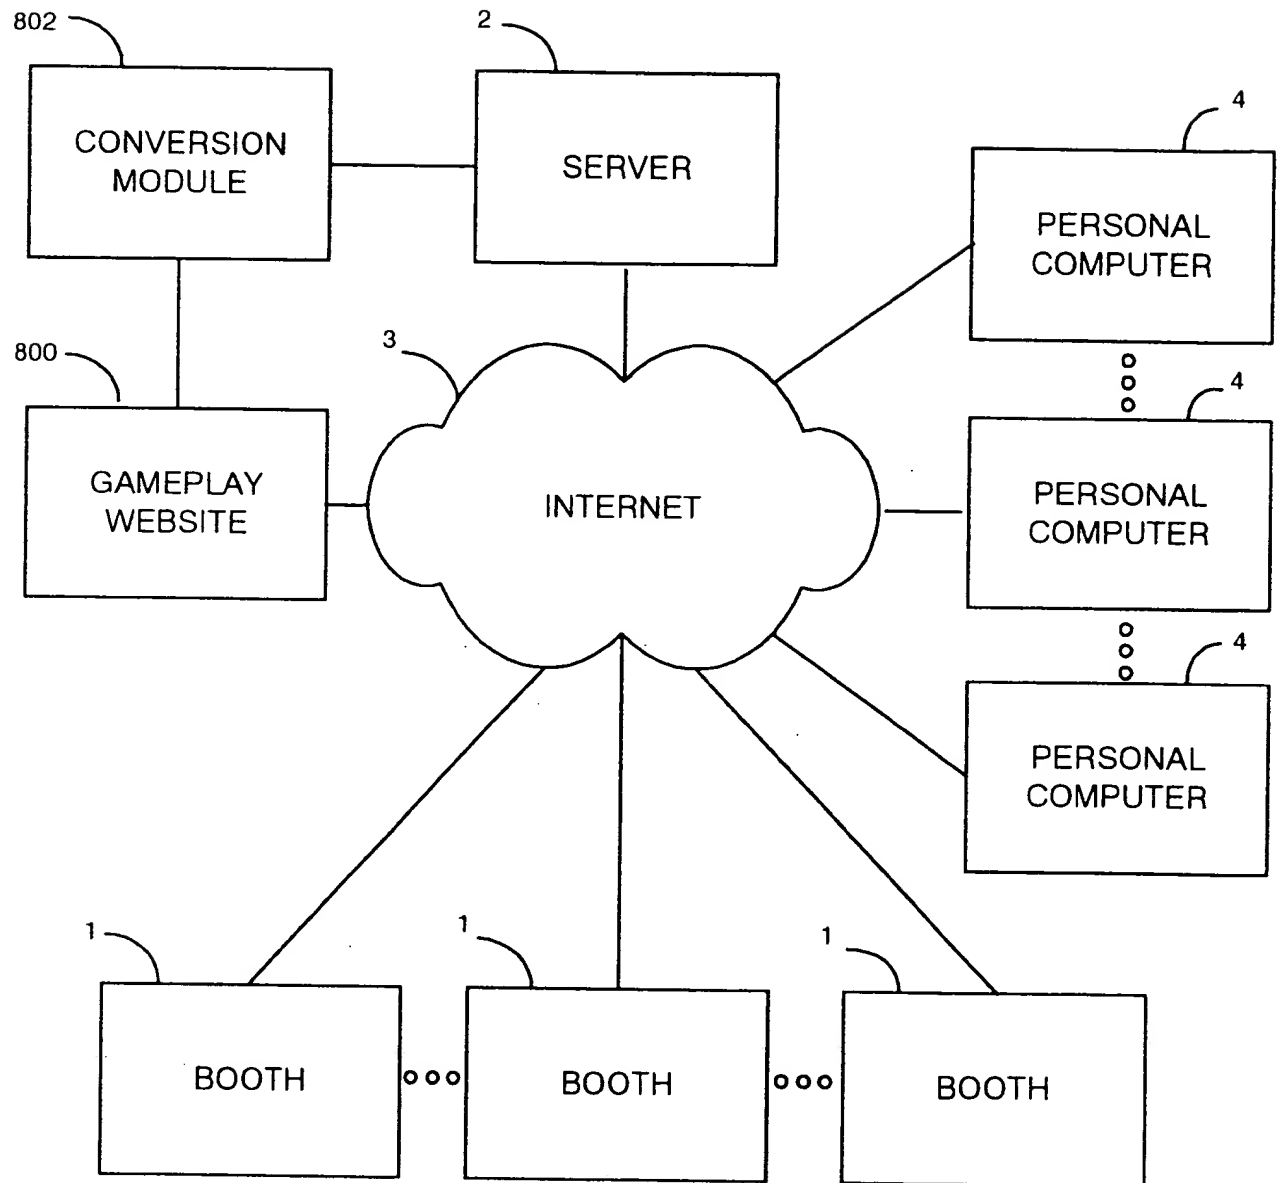 802
2
CONVERSION
MODULE
SERVER
4
PERSONAL
COMPUTER
800
3
4
GAMEPLAY
WEBSITE
INTERNET
PERSONAL
COMPUTER
4
PERSONAL
COMPUTER
1
1
1
BOOTH
BOOTH
BOOTH